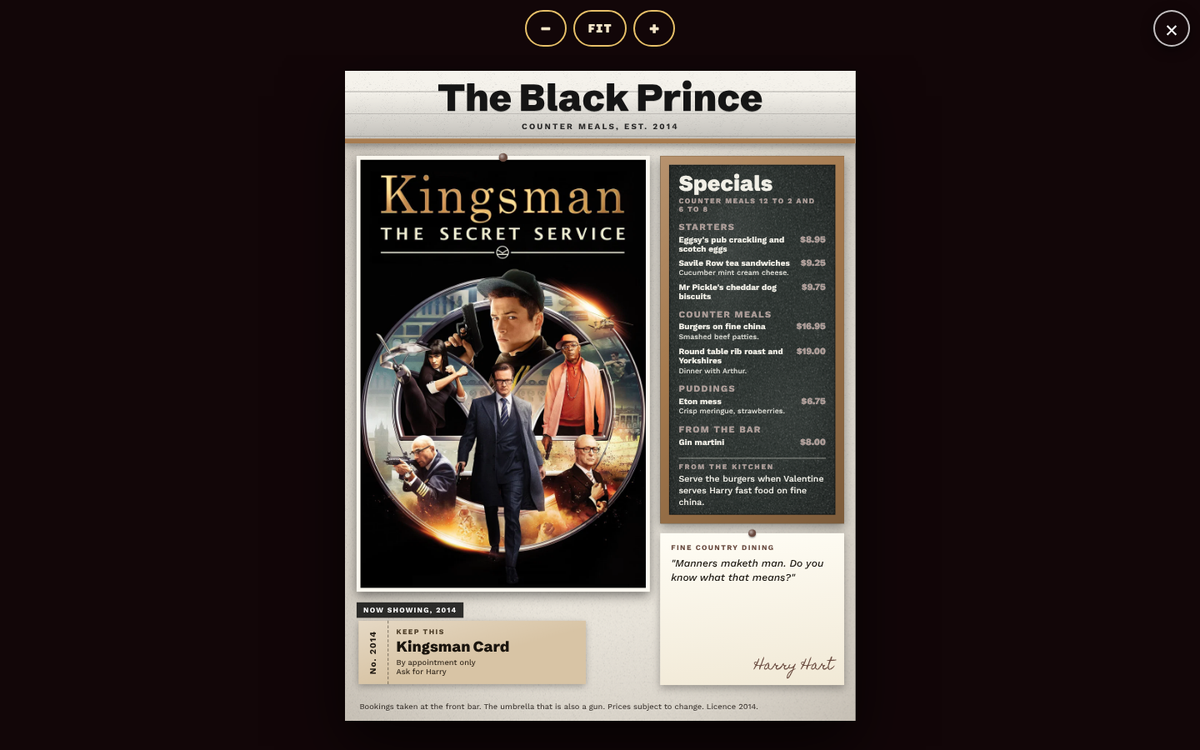 −
FIT
+
×
The Black Prince
COUNTER MEALS, EST. 2014
Kingsman
THE SECRET SERVICE
NOW SHOWING, 2014
No. 2014
KEEP THIS
Kingsman Card
By appointment only
Ask for Harry
Specials
COUNTER MEALS 12 TO 2 AND
6 TO 8
STARTERS
Eggsy's pub crackling and
scotch eggs
$8.95
Savile Row tea sandwiches $9.25
Cucumber mint cream cheese.
Mr Pickle's cheddar dog
biscuits
$9.75
COUNTER MEALS
Burgers on fine china $16.95
Smashed beef patties.
Round table rib roast and
Yorkshires
$19.00
Dinner with Arthur.
PUDDINGS
Eton mess $6.75
Crisp meringue, strawberries.
FROM THE BAR
Gin martini $8.00
FROM THE KITCHEN
Serve the burgers when Valentine
serves Harry fast food on fine
china.
FINE COUNTRY DINING
"Manners maketh man. Do you
know what that means?"
Harry Hart
Bookings taken at the front bar. The umbrella that is also a gun. Prices subject to change. Licence 2014.